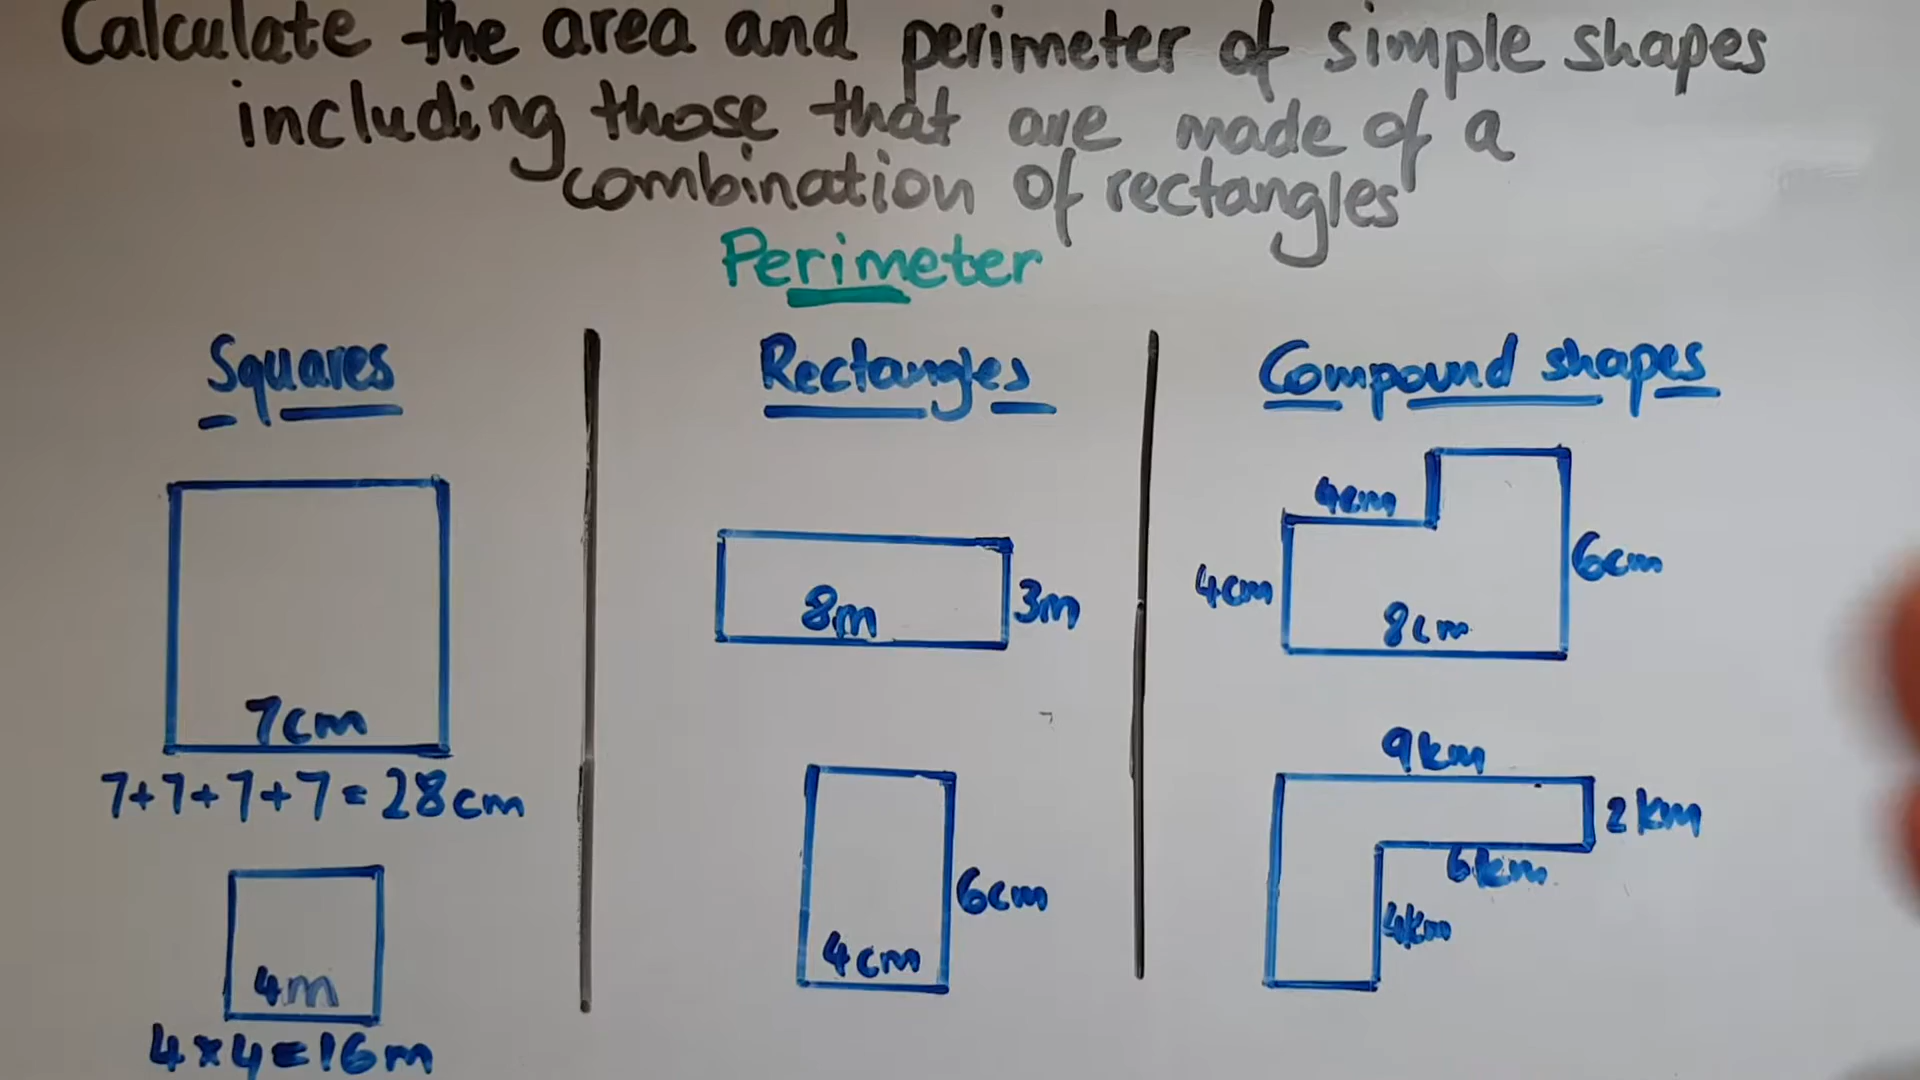 Calculate the area and perimeter of simple shapes
including those that are made of a
combination of rectangles
Perimeter
Squares
7cm
7+7+7+7=28cm
4m
4×4=16m
Rectangles
8m
3m
6cm
4cm
Compound shapes
4cm
4cm
6cm
8cm
9km
2km
6km
4km